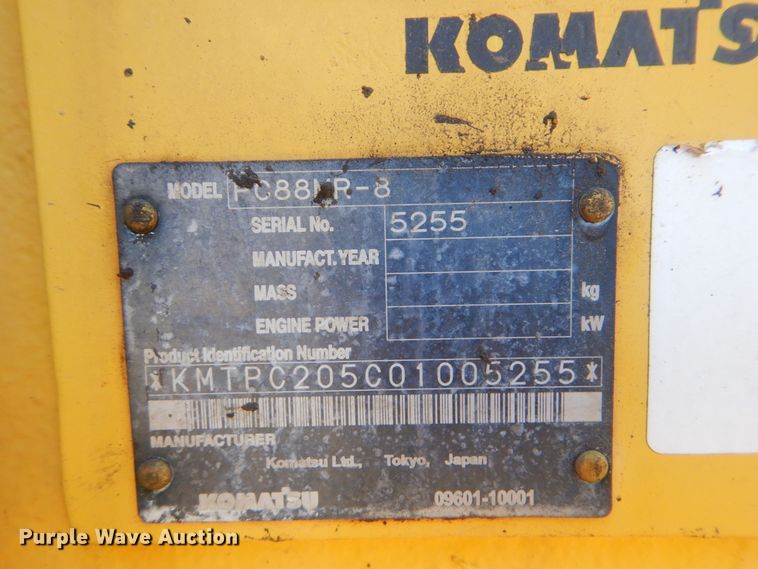 KOMATS
MODEL PC88MR-8
SERIAL No. 5255
MANUFACT. YEAR
MASS kg
ENGINE POWER kW
Product Identification Number
*KMTPC205C01005255*
MANUFACTURER
Komatsu Ltd., Tokyo, Japan
KOMATSU 09601-10001
Purple Wave Auction